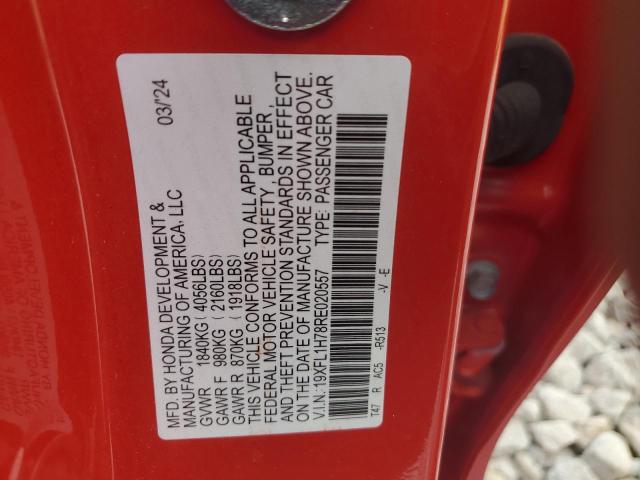 MFD. BY HONDA DEVELOPMENT & 03/'24
MANUFACTURING OF AMERICA, LLC
GVWR 1840KG ( 4056LBS)
GAWR F 980KG ( 2160LBS)
GAWR R 870KG ( 1918LBS)
THIS VEHICLE CONFORMS TO ALL APPLICABLE
FEDERAL MOTOR VEHICLE SAFETY, BUMPER,
AND THEFT PREVENTION STANDARDS IN EFFECT
ON THE DATE OF MANUFACTURE SHOWN ABOVE.
V.I.N.:19XFL1H78RE020557 TYPE: PASSENGER CAR
T47 R AC5 -R513 -V -E